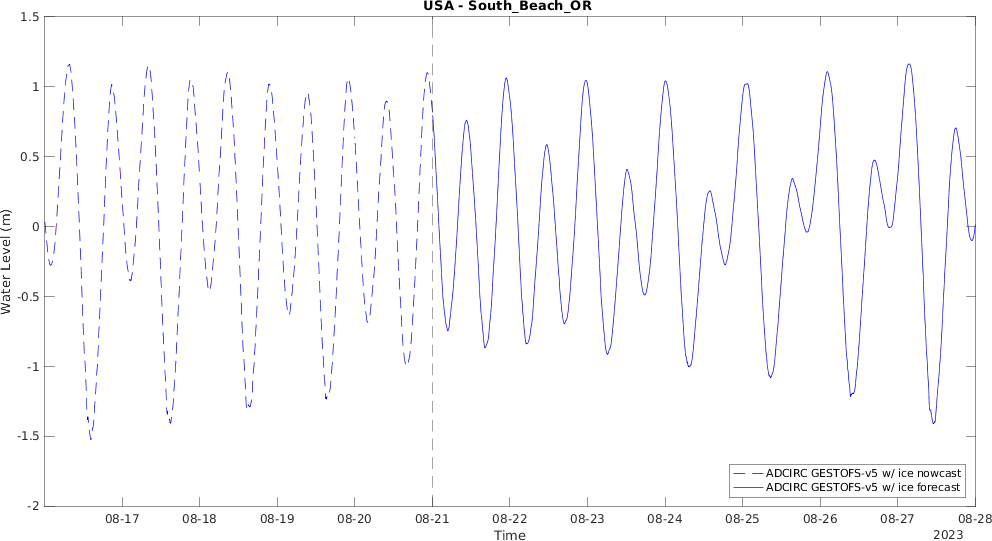 USA - South_Beach_OR
1.5
1
0.5
0
-0.5
-1
-1.5
-2
Water Level (m)
08-17 08-18 08-19 08-20 08-21 08-22 08-23 08-24 08-25 08-26 08-27 08-28
Time
2023
ADCIRC GESTOFS-v5 w/ ice nowcast
ADCIRC GESTOFS-v5 w/ ice forecast